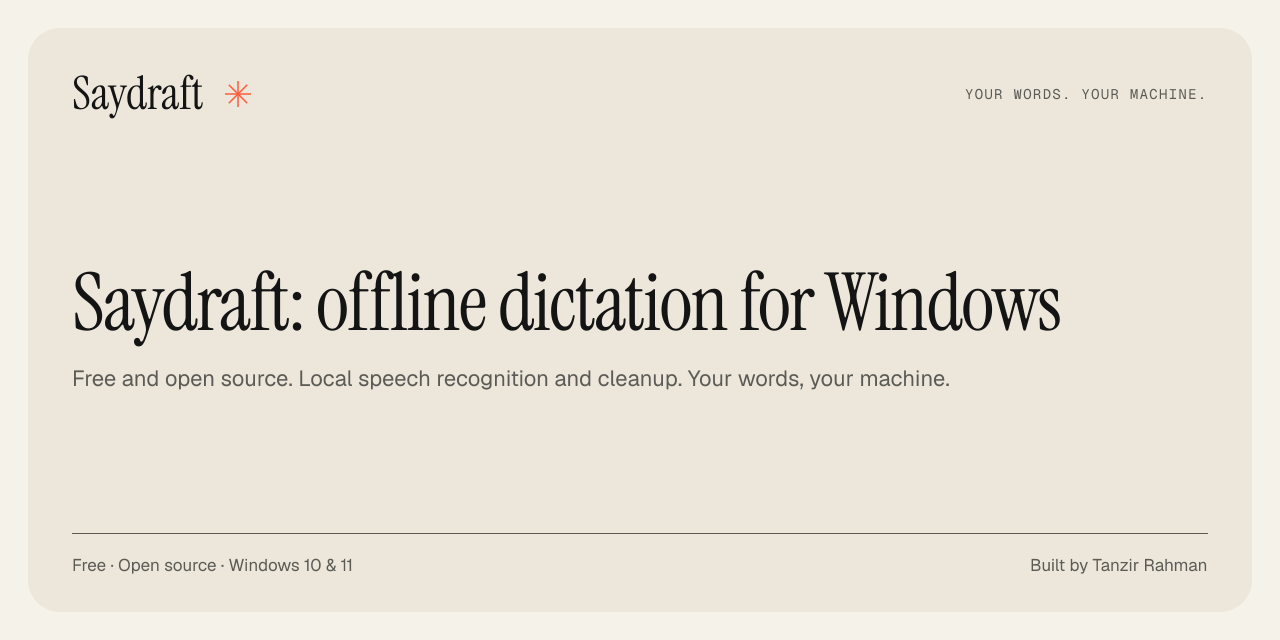 Saydraft
YOUR WORDS. YOUR MACHINE.
Saydraft: offline dictation for Windows
Free and open source. Local speech recognition and cleanup. Your words, your machine.
Free · Open source · Windows 10 & 11
Built by Tanzir Rahman